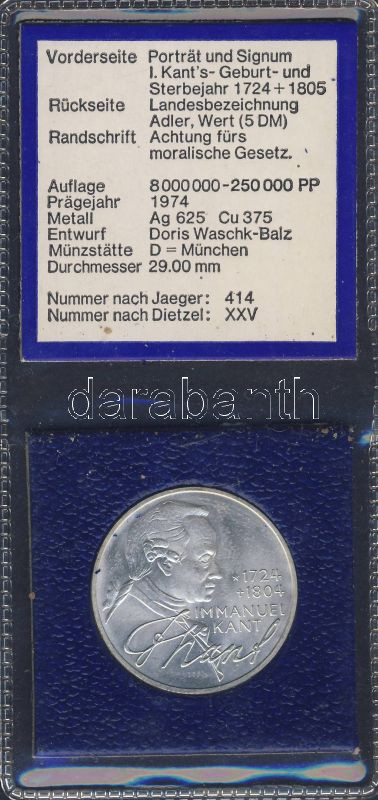 Vorderseite Porträt und Signum
I. Kant's- Geburt- und
Sterbejahr 1724 + 1805
Rückseite Landesbezeichnung
Adler, Wert (5 DM)
Randschrift Achtung fürs
moralische Gesetz.
Auflage 8 000 000-250 000 PP
Prägejahr 1974
Metall Ag 625 Cu 375
Entwurf Doris Waschk-Balz
Münzstätte D = München
Durchmesser 29.00 mm
Nummer nach Jaeger: 414
Nummer nach Dietzel: XXV
darabanth
*1724
+1804
IMMANUEL
KANT
Kant